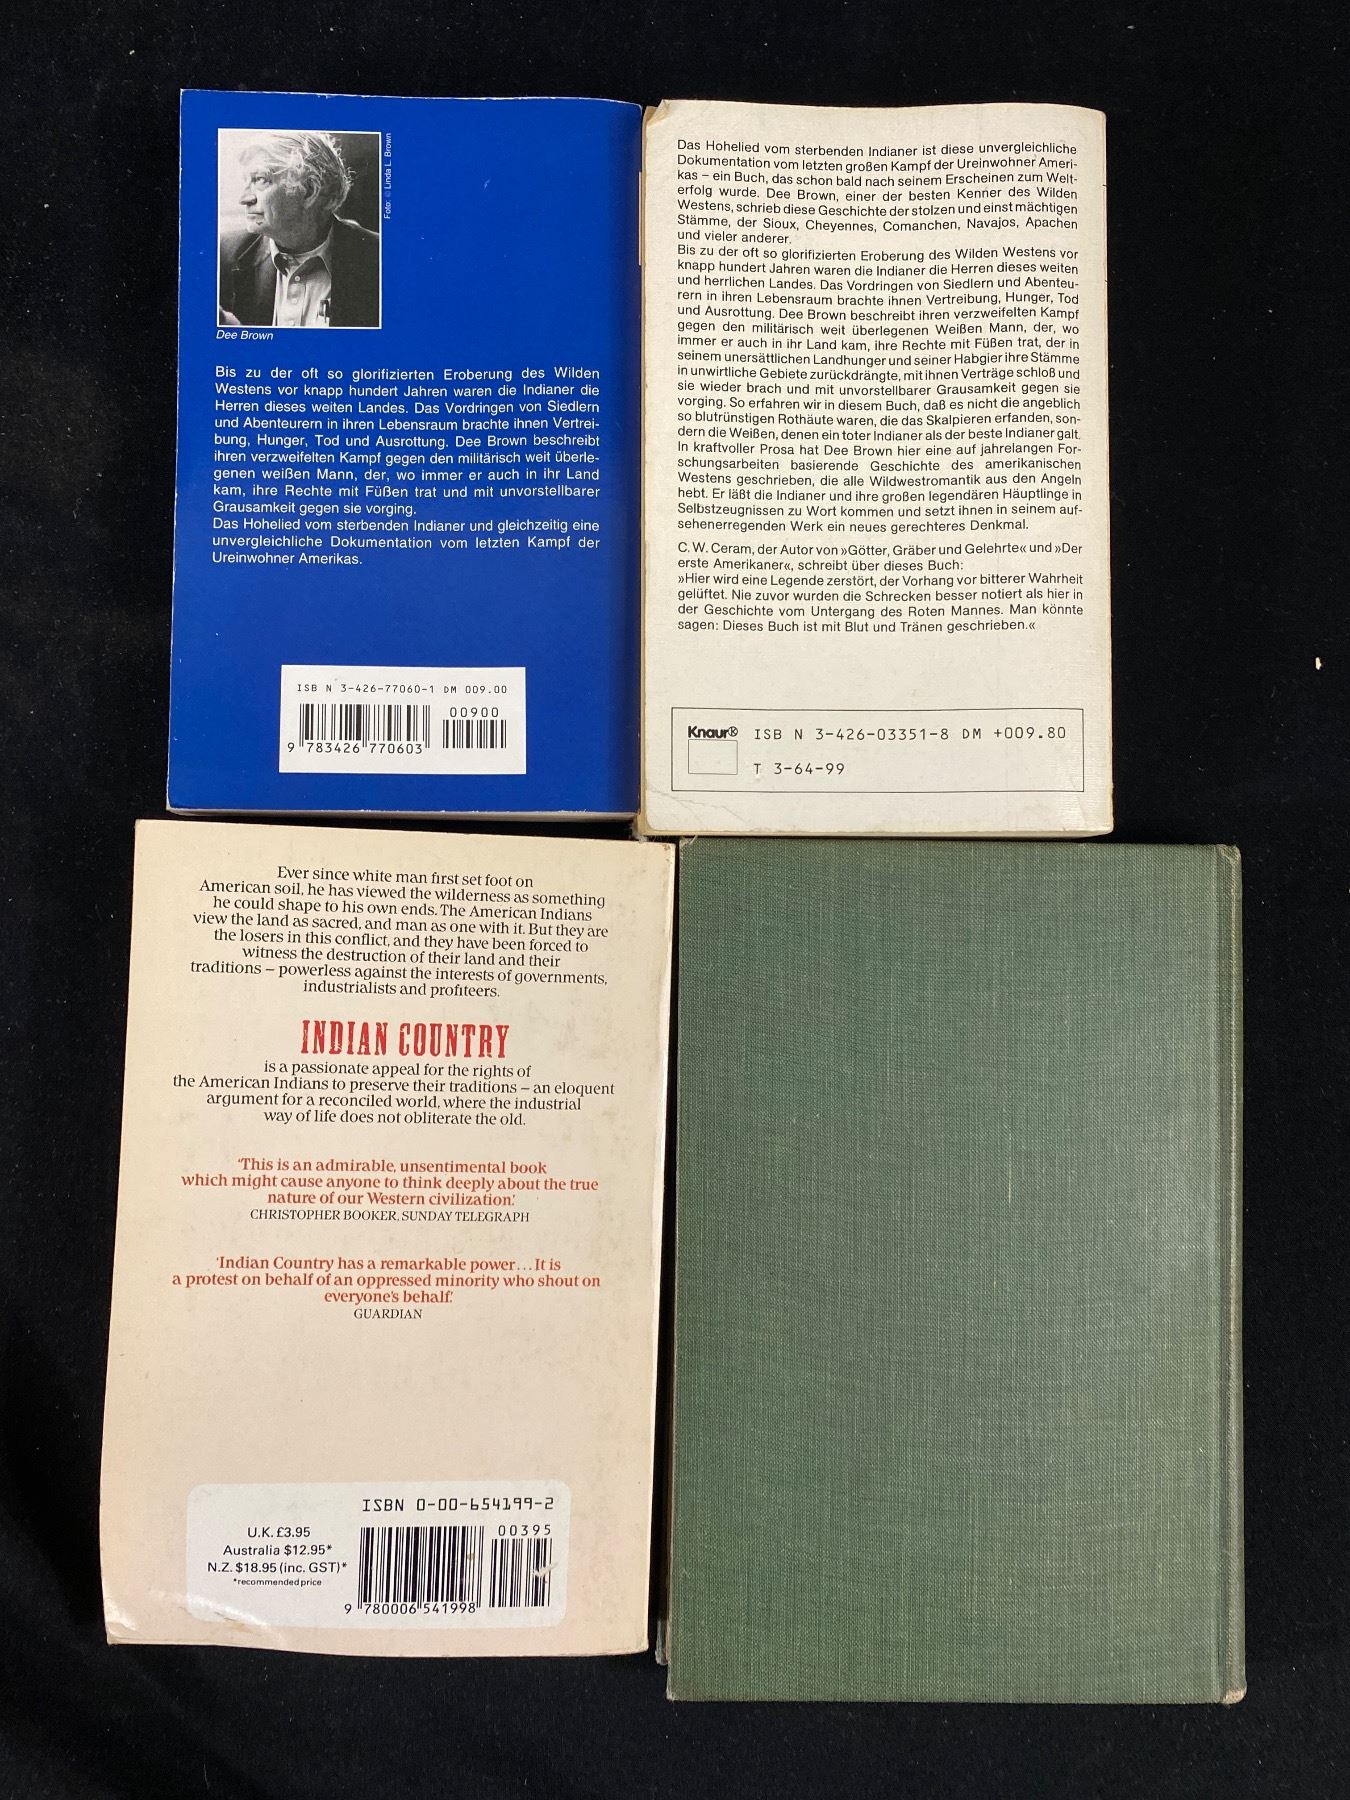 Foto: © Linda L. Brown
Dee Brown
Bis zu der oft so glorifizierten Eroberung des Wilden
Westens vor knapp hundert Jahren waren die Indianer die
Herren dieses weiten Landes. Das Vordringen von Siedlern
und Abenteurern in ihren Lebensraum brachte ihnen Vertrei-
bung, Hunger, Tod und Ausrottung. Dee Brown beschreibt
ihren verzweifelten Kampf gegen den militärisch weit überle-
genen weißen Mann, der, wo immer er auch in ihr Land
kam, ihre Rechte mit Füßen trat und mit unvorstellbarer
Grausamkeit gegen sie vorging.
Das Hohelied vom sterbenden Indianer und gleichzeitig eine
unvergleichliche Dokumentation vom letzten Kampf der
Ureinwohner Amerikas.
ISB N 3-426-77060-1 DM 009.00
00900
9 783426 770603
Das Hohelied vom sterbenden Indianer ist diese unvergleichliche
Dokumentation vom letzten großen Kampf der Ureinwohner Ameri-
kas – ein Buch, das schon bald nach seinem Erscheinen zum Welt-
erfolg wurde. Dee Brown, einer der besten Kenner des Wilden
Westens, schrieb diese Geschichte der stolzen und einst mächtigen
Stämme, der Sioux, Cheyennes, Comanchen, Navajos, Apachen
und vieler anderer.
Bis zu der oft so glorifizierten Eroberung des Wilden Westens vor
knapp hundert Jahren waren die Indianer die Herren dieses weiten
und herrlichen Landes. Das Vordringen von Siedlern und Abenteu-
rern in ihren Lebensraum brachte ihnen Vertreibung, Hunger, Tod
und Ausrottung. Dee Brown beschreibt ihren verzweifelten Kampf
gegen den militärisch weit überlegenen Weißen Mann, der, wo
immer er auch in ihr Land kam, ihre Rechte mit Füßen trat, der in
seinem unersättlichen Landhunger und seiner Habgier ihre Stämme
in unwirtliche Gebiete zurückdrängte, mit ihnen Verträge schloß und
sie wieder brach und mit unvorstellbarer Grausamkeit gegen sie
vorging. So erfahren wir in diesem Buch, daß es nicht die angeblich
so blutrünstigen Rothäute waren, die das Skalpieren erfanden, son-
dern die Weißen, denen ein toter Indianer als der beste Indianer galt.
In kraftvoller Prosa hat Dee Brown hier eine auf jahrelangen For-
schungsarbeiten basierende Geschichte des amerikanischen
Westens geschrieben, die alle Wildwestromantik aus den Angeln
hebt. Er läßt die Indianer und ihre großen legendären Häuptlinge in
Selbstzeugnissen zu Wort kommen und setzt ihnen in seinem auf-
sehenerregenden Werk ein neues gerechteres Denkmal.
C. W. Ceram, der Autor von »Götter, Gräber und Gelehrte« und »Der
erste Amerikaner«, schreibt über dieses Buch:
»Hier wird eine Legende zerstört, der Vorhang vor bitterer Wahrheit
gelüftet. Nie zuvor wurden die Schrecken besser notiert als hier in
der Geschichte vom Untergang des Roten Mannes. Man könnte
sagen: Dieses Buch ist mit Blut und Tränen geschrieben.«
Knaur® ISB N 3-426-03351-8 DM +009.80
T 3-64-99
Ever since white man first set foot on
American soil, he has viewed the wilderness as something
he could shape to his own ends. The American Indians
view the land as sacred, and man as one with it. But they are
the losers in this conflict, and they have been forced to
witness the destruction of their land and their
traditions – powerless against the interests of governments,
industrialists and profiteers.
INDIAN COUNTRY
is a passionate appeal for the rights of
the American Indians to preserve their traditions – an eloquent
argument for a reconciled world, where the industrial
way of life does not obliterate the old.
'This is an admirable, unsentimental book
which might cause anyone to think deeply about the true
nature of our Western civilization.'
CHRISTOPHER BOOKER, SUNDAY TELEGRAPH
'Indian Country has a remarkable power... It is
a protest on behalf of an oppressed minority who shout on
everyone's behalf.'
GUARDIAN
ISBN 0-00-654199-2
U.K. £3.95
Australia $12.95*
N.Z. $18.95 (inc. GST)*
*recommended price
00395
9 780006 541998